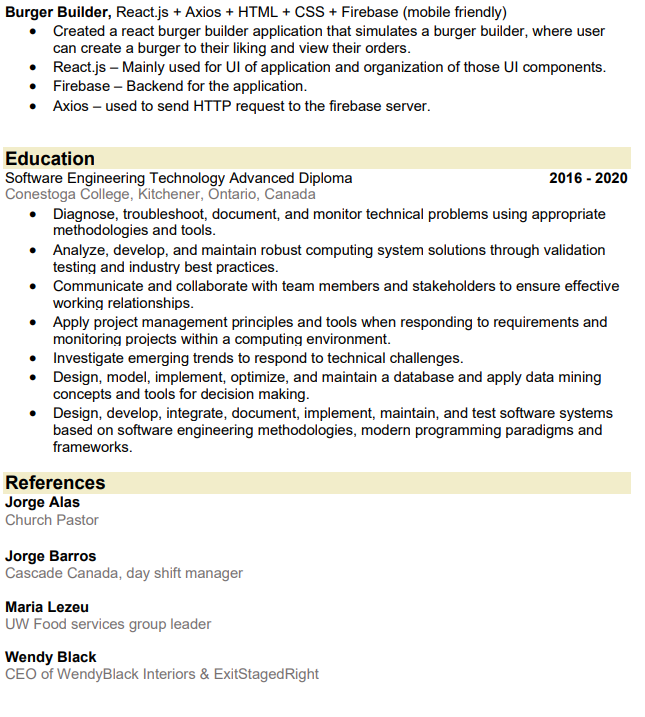 Burger Builder, React.js + Axios + HTML + CSS + Firebase (mobile friendly)
• Created a react burger builder application that simulates a burger builder, where user
can create a burger to their liking and view their orders.
• React.js – Mainly used for UI of application and organization of those UI components.
• Firebase – Backend for the application.
• Axios – used to send HTTP request to the firebase server.
Education
Software Engineering Technology Advanced Diploma 2016 - 2020
Conestoga College, Kitchener, Ontario, Canada
• Diagnose, troubleshoot, document, and monitor technical problems using appropriate
methodologies and tools.
• Analyze, develop, and maintain robust computing system solutions through validation
testing and industry best practices.
• Communicate and collaborate with team members and stakeholders to ensure effective
working relationships.
• Apply project management principles and tools when responding to requirements and
monitoring projects within a computing environment.
• Investigate emerging trends to respond to technical challenges.
• Design, model, implement, optimize, and maintain a database and apply data mining
concepts and tools for decision making.
• Design, develop, integrate, document, implement, maintain, and test software systems
based on software engineering methodologies, modern programming paradigms and
frameworks.
References
Jorge Alas
Church Pastor
Jorge Barros
Cascade Canada, day shift manager
Maria Lezeu
UW Food services group leader
Wendy Black
CEO of WendyBlack Interiors & ExitStagedRight